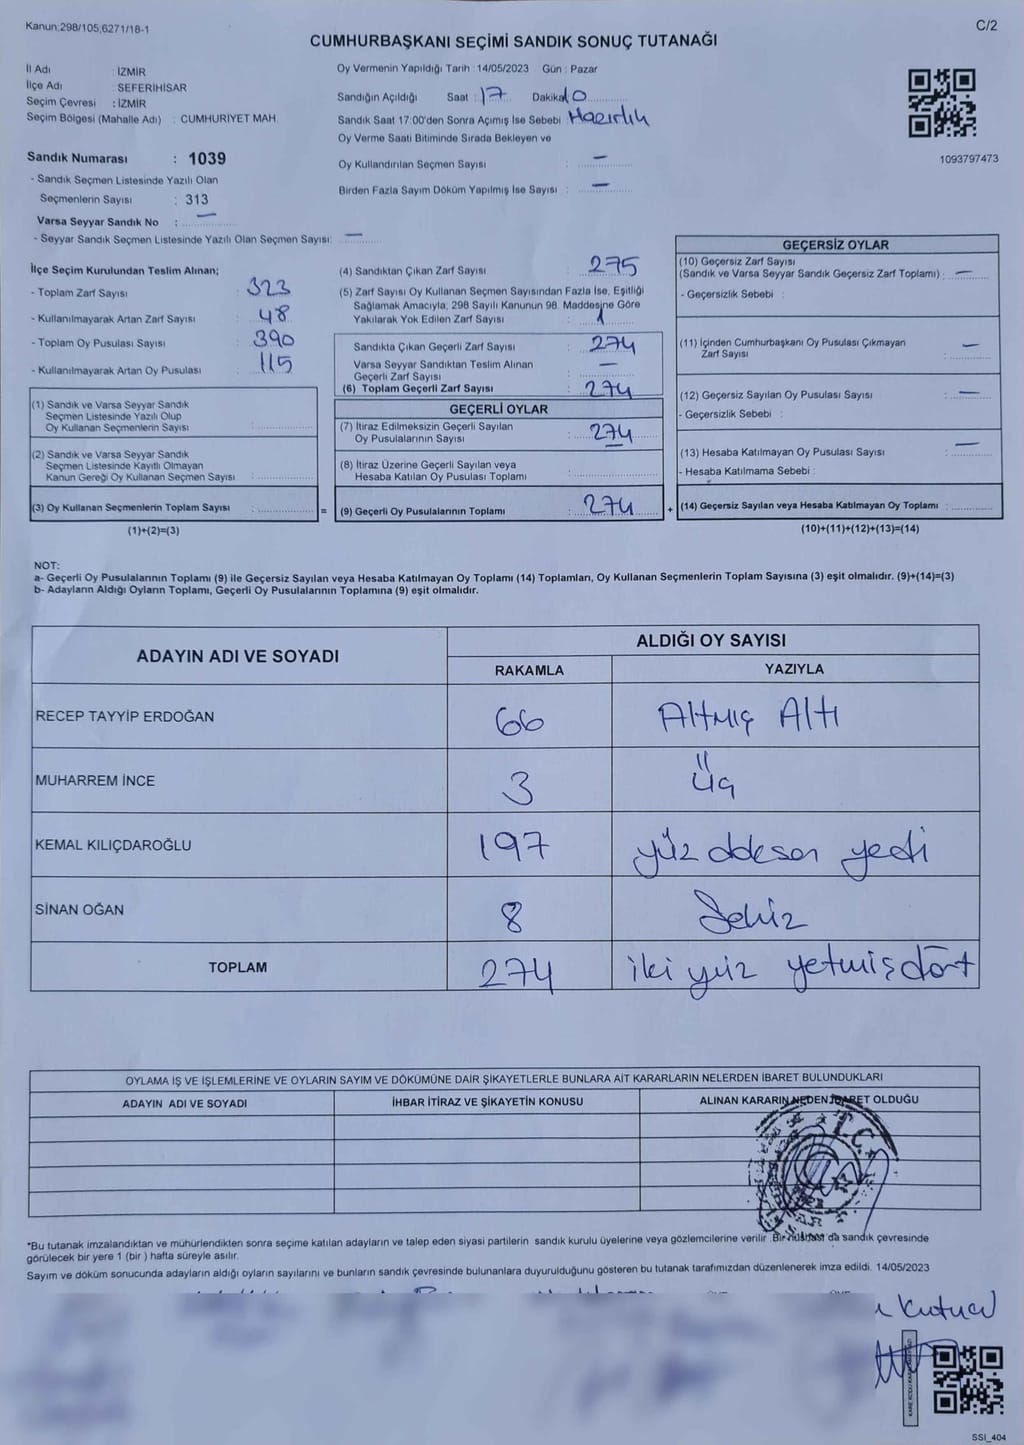 Kanun;298/105,6271/18-1
C/2
CUMHURBAŞKANI SEÇİMİ SANDIK SONUÇ TUTANAĞI
İl Adı : İZMİR
İlçe Adı : SEFERİHİSAR
Seçim Çevresi : İZMİR
Seçim Bölgesi (Mahalle Adı) : CUMHURİYET MAH.
Sandık Numarası : 1039
- Sandık Seçmen Listesinde Yazılı Olan
Seçmenlerin Sayısı : 313
Varsa Seyyar Sandık No : —
- Seyyar Sandık Seçmen Listesinde Yazılı Olan Seçmen Sayısı: —
Oy Vermenin Yapıldığı Tarih : 14/05/2023 Gün : Pazar
Sandığın Açıldığı Saat : 17 Dakika 10
Sandık Saat 17:00'den Sonra Açımış İse Sebebi : Hazırlık
Oy Verme Saati Bitiminde Sırada Bekleyen ve
Oy Kullandırılan Seçmen Sayısı : —
Birden Fazla Sayım Döküm Yapılmış İse Sayısı : —
1093797473
İlçe Seçim Kurulundan Teslim Alınan;
- Toplam Zarf Sayısı : 323
- Kullanılmayarak Artan Zarf Sayısı : 48
- Toplam Oy Pusulası Sayısı : 390
- Kullanılmayarak Artan Oy Pusulası : 115
(1) Sandık ve Varsa Seyyar Sandık
Seçmen Listesinde Yazılı Olup
Oy Kullanan Seçmenlerin Sayısı :
(2) Sandık ve Varsa Seyyar Sandık
Seçmen Listesinde Kayıtlı Olmayan
Kanun Gereği Oy Kullanan Seçmen Sayısı :
(3) Oy Kullanan Seçmenlerin Toplam Sayısı : =
(1)+(2)=(3)
(4) Sandıktan Çıkan Zarf Sayısı : 275
(5) Zarf Sayısı Oy Kullanan Seçmen Sayısından Fazla İse, Eşitliği
Sağlamak Amacıyla, 298 Sayılı Kanunun 98. Maddesine Göre
Yakılarak Yok Edilen Zarf Sayısı : 1
Sandıkta Çıkan Geçerli Zarf Sayısı : 274
Varsa Seyyar Sandıktan Teslim Alınan
Geçerli Zarf Sayısı : —
(6) Toplam Geçerli Zarf Sayısı : 274
GEÇERLİ OYLAR
(7) İtiraz Edilmeksizin Geçerli Sayılan
Oy Pusulalarının Sayısı : 274
(8) İtiraz Üzerine Geçerli Sayılan veya
Hesaba Katılan Oy Pusulası Toplamı :
(9) Geçerli Oy Pusulalarının Toplamı : 274 +
GEÇERSİZ OYLAR
(10) Geçersiz Zarf Sayısı
(Sandık ve Varsa Seyyar Sandık Geçersiz Zarf Toplamı) : —
- Geçersizlik Sebebi :
(11) İçinden Cumhurbaşkanı Oy Pusulası Çıkmayan
Zarf Sayısı : —
(12) Geçersiz Sayılan Oy Pusulası Sayısı : —
- Geçersizlik Sebebi :
(13) Hesaba Katılmayan Oy Pusulası Sayısı : —
- Hesaba Katılmama Sebebi :
(14) Geçersiz Sayılan veya Hesaba Katılmayan Oy Toplamı :
(10)+(11)+(12)+(13)=(14)
NOT:
a- Geçerli Oy Pusulalarının Toplamı (9) ile Geçersiz Sayılan veya Hesaba Katılmayan Oy Toplamı (14) Toplamları, Oy Kullanan Seçmenlerin Toplam Sayısına (3) eşit olmalıdır. (9)+(14)=(3)
b- Adayların Aldığı Oyların Toplamı, Geçerli Oy Pusulalarının Toplamına (9) eşit olmalıdır.
ADAYIN ADI VE SOYADI
ALDIĞI OY SAYISI
RAKAMLA YAZIYLA
RECEP TAYYİP ERDOĞAN 66 Altmış Altı
MUHARREM İNCE 3 Üç
KEMAL KILIÇDAROĞLU 197 yüz doksan yedi
SİNAN OĞAN 8 Sekiz
TOPLAM 274 iki yüz yetmiş dört
OYLAMA İŞ VE İŞLEMLERİNE VE OYLARIN SAYIM VE DÖKÜMÜNE DAİR ŞİKAYETLERLE BUNLARA AİT KARARLARIN NELERDEN İBARET BULUNDUKLARI
ADAYIN ADI VE SOYADI İHBAR İTİRAZ VE ŞİKAYETİN KONUSU ALINAN KARARIN NEDEN İBARET OLDUĞU
T.C.
*Bu tutanak imzalandıktan ve mühürlendikten sonra seçime katılan adayların ve talep eden siyasi partilerin sandık kurulu üyelerine veya gözlemcilerine verilir. Bir nüshası da sandık çevresinde
görülecek bir yere 1 (bir ) hafta süreyle asılır.
Sayım ve döküm sonucunda adayların aldığı oyların sayılarını ve bunların sandık çevresinde bulunanlara duyurulduğunu gösteren bu tutanak tarafımızdan düzenlenerek imza edildi. 14/05/2023
Kutucu
SSI_404